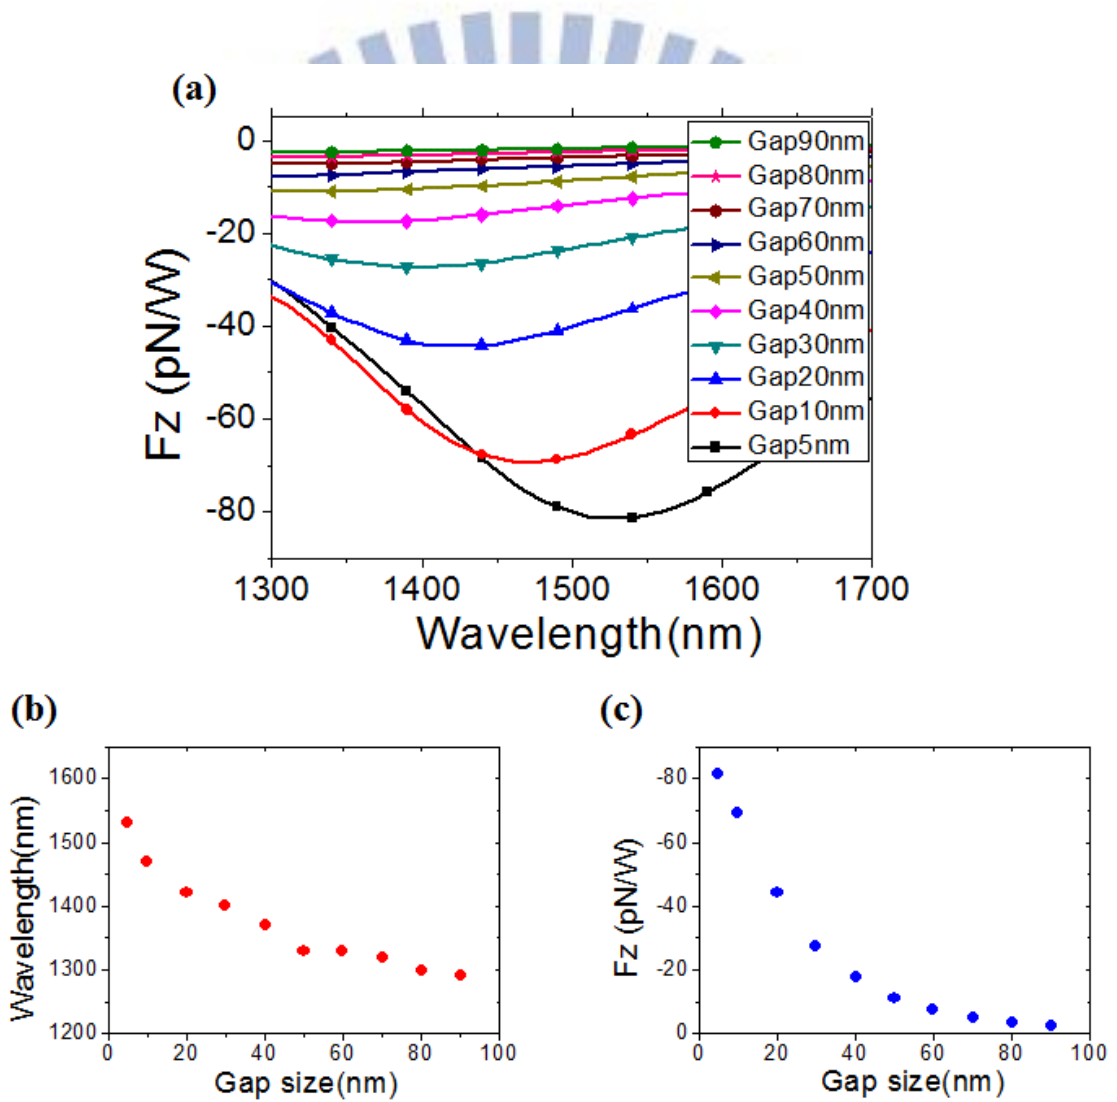 (a)
0
-20
-40
-60
-80
Fz (pN/W)
1300 1400 1500 1600 1700
Wavelength(nm)
Gap90nm
Gap80nm
Gap70nm
Gap60nm
Gap50nm
Gap40nm
Gap30nm
Gap20nm
Gap10nm
Gap5nm
(b)
1600
1500
1400
1300
1200
Wavelength(nm)
0 20 40 60 80 100
Gap size(nm)
(c)
-80
-60
-40
-20
0
Fz (pN/W)
0 20 40 60 80 100
Gap size(nm)